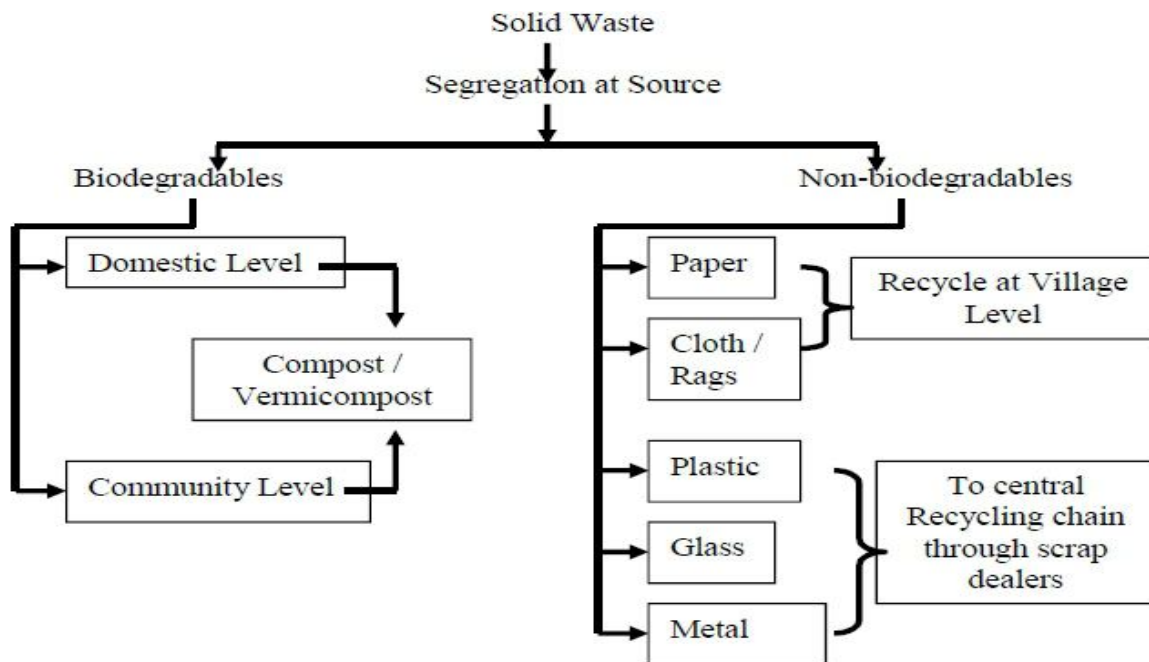 Solid Waste
Segregation at Source
Biodegradables
Non-biodegradables
Domestic Level
Compost /
Vermicompost
Community Level
Paper
Cloth /
Rags
Recycle at Village
Level
Plastic
Glass
Metal
To central
Recycling chain
through scrap
dealers